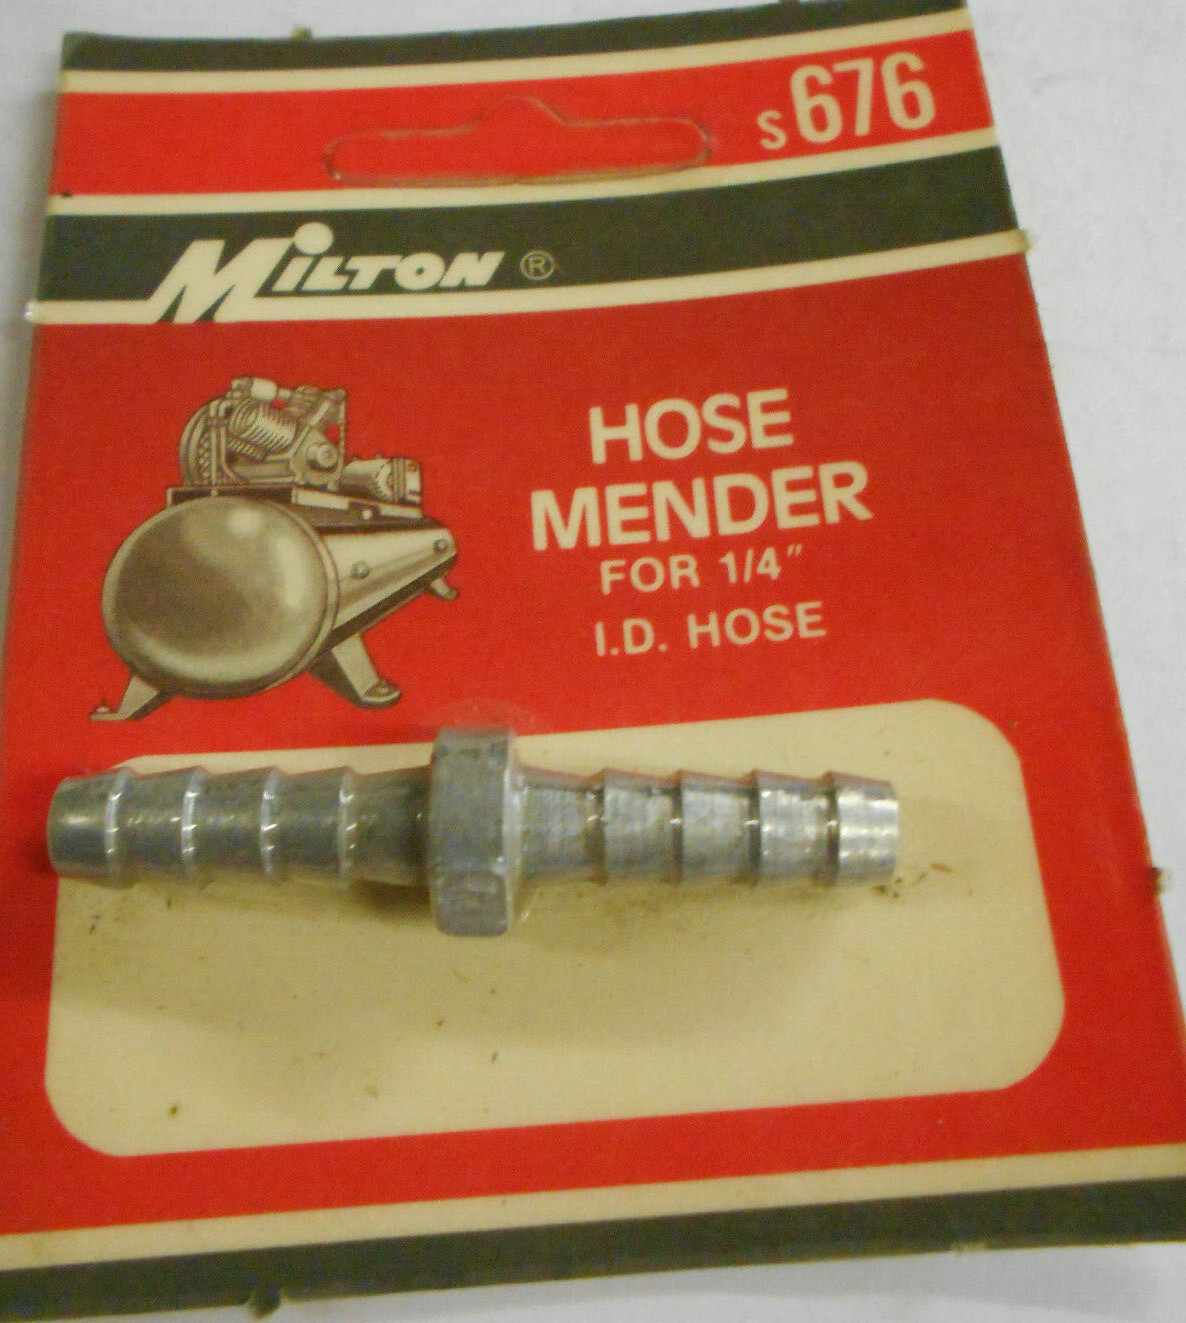 s676
MILTON ®
HOSE
MENDER
FOR 1/4"
I.D. HOSE